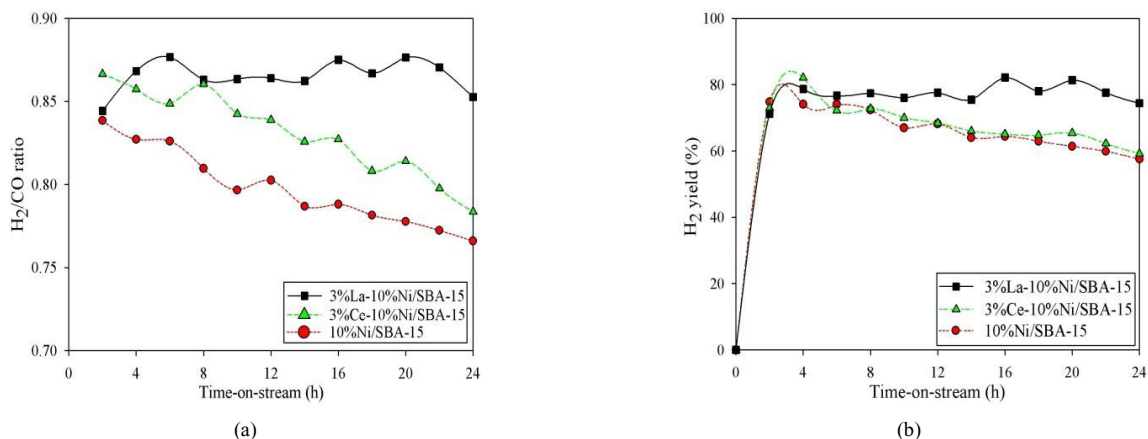 0.90
0.85
0.80
0.75
0.70
H2/CO ratio
3%La-10%Ni/SBA-15
3%Ce-10%Ni/SBA-15
10%Ni/SBA-15
0 4 8 12 16 20 24
Time-on-stream (h)
(a)
100
80
60
40
20
0
H2 yield (%)
3%La-10%Ni/SBA-15
3%Ce-10%Ni/SBA-15
10%Ni/SBA-15
0 4 8 12 16 20 24
Time-on-stream (h)
(b)